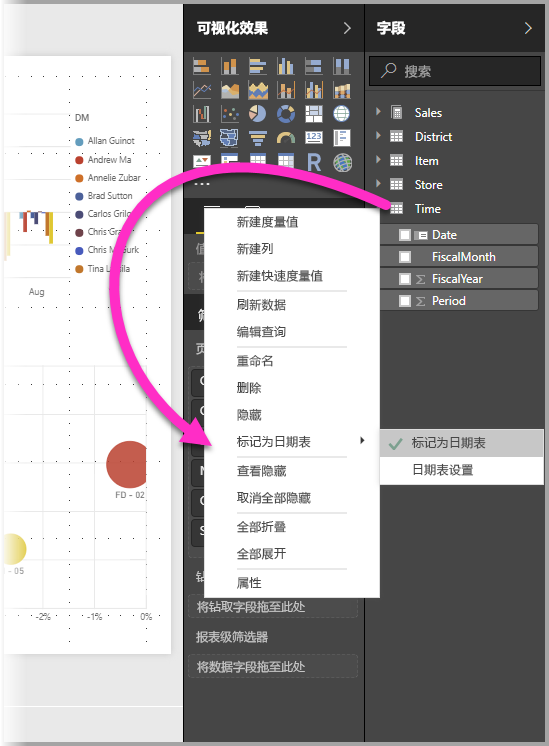 可视化效果
字段
搜索
Sales
District
Item
Store
Time
Date
FiscalMonth
FiscalYear
Period
DM
Allan Guinot
Andrew Ma
Annelie Zubar
Brad Sutton
Carlos Grilo
Chris Gray
Chris McGurk
Tina Lassila
Aug
FD - 02
- 05
-2%
-1%
0%
123
R
新建度量值
新建列
新建快速度量值
刷新数据
编辑查询
重命名
删除
隐藏
标记为日期表
查看隐藏
取消全部隐藏
全部折叠
全部展开
属性
标记为日期表
日期表设置
将钻取字段拖至此处
报表级筛选器
将数据字段拖至此处